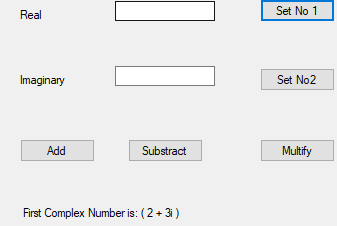 Real
Set No 1
Imaginary
Set No2
Add
Substract
Multify
First Complex Number is: ( 2 + 3i )